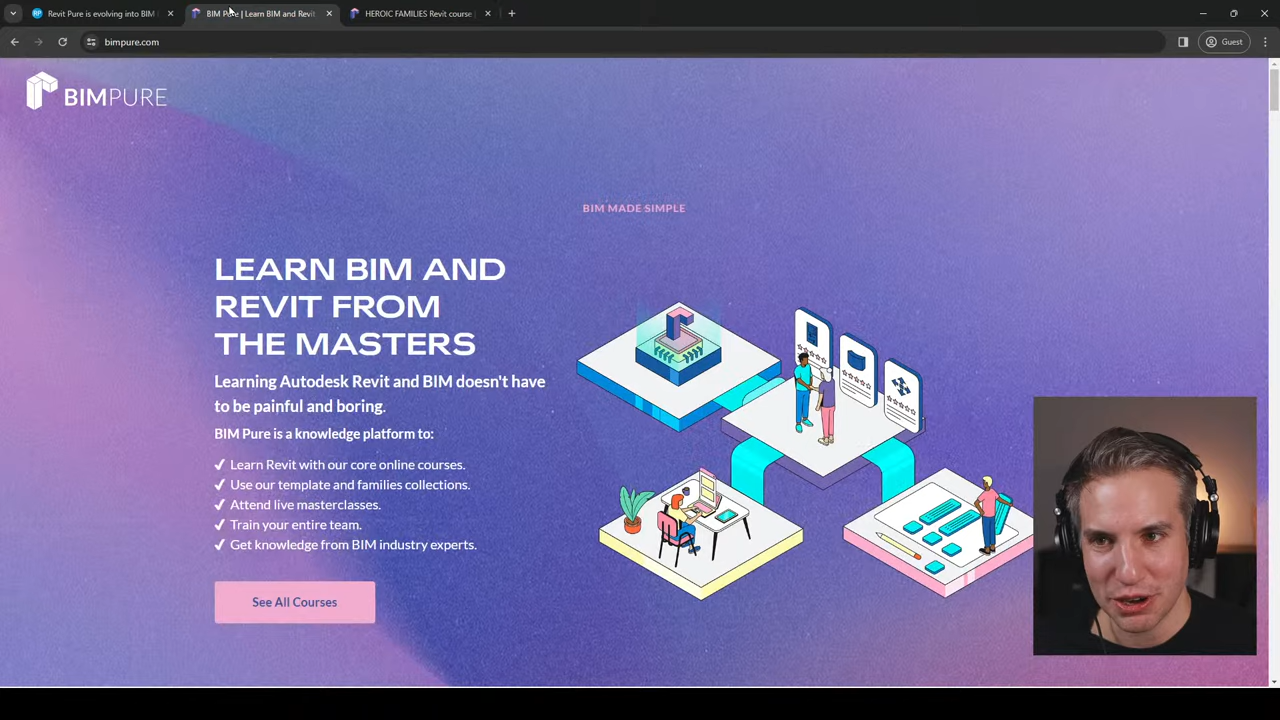 Revit Pure is evolving into BIM
BIM Pure | Learn BIM and Revit
HEROIC FAMILIES Revit course |
bimpure.com
Guest
BIMPURE
BIM MADE SIMPLE
LEARN BIM AND
REVIT FROM
THE MASTERS
Learning Autodesk Revit and BIM doesn't have
to be painful and boring.
BIM Pure is a knowledge platform to:
✔ Learn Revit with our core online courses.
✔ Use our template and families collections.
✔ Attend live masterclasses.
✔ Train your entire team.
✔ Get knowledge from BIM industry experts.
See All Courses